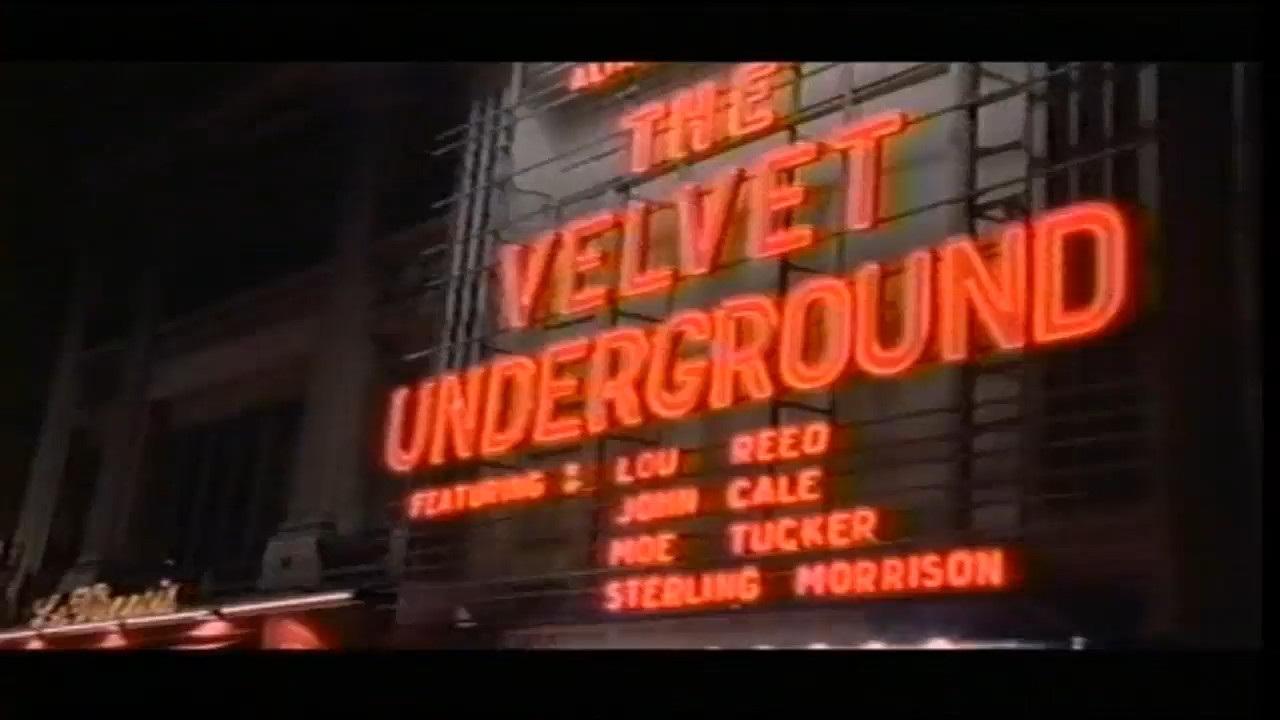 THE
VELVET
UNDERGROUND
FEATURING : LOU REED
JOHN CALE
MOE TUCKER
STERLING MORRISON